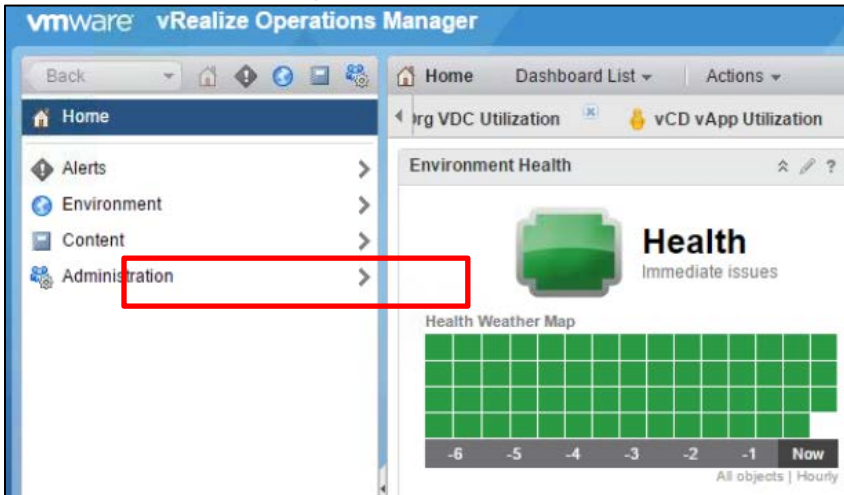 vmware vRealize Operations Manager
Back
Home Dashboard List Actions
Home
rg VDC Utilization vCD vApp Utilization
Alerts
Environment
Content
Administration
Environment Health ?
Health
Immediate issues
Health Weather Map
-6 -5 -4 -3 -2 -1 Now
All objects | Hourly